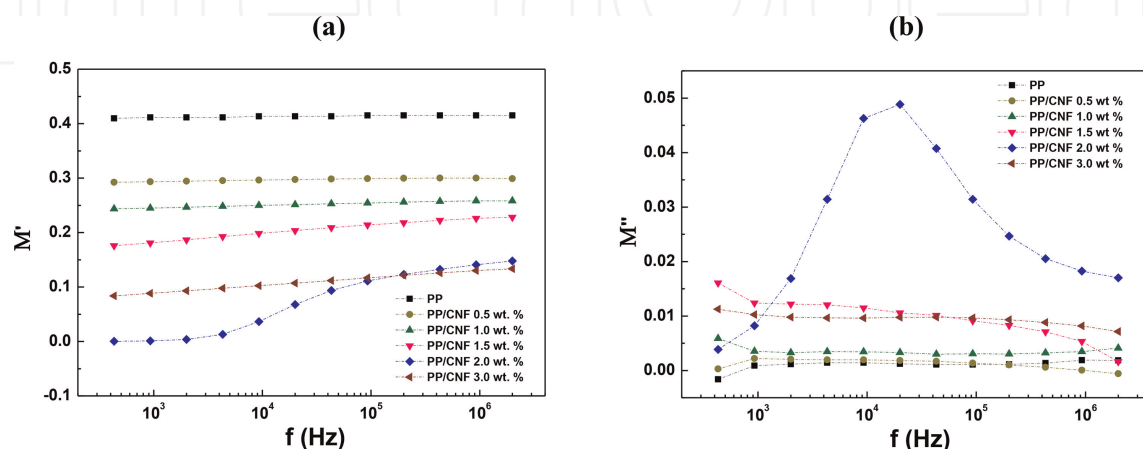 (a)
(b)
0.5
0.4
0.3
0.2
0.1
0.0
-0.1
M'
10³
10⁴
10⁵
10⁶
f (Hz)
PP
PP/CNF 0.5 wt. %
PP/CNF 1.0 wt. %
PP/CNF 1.5 wt. %
PP/CNF 2.0 wt. %
PP/CNF 3.0 wt. %
0.05
0.04
0.03
0.02
0.01
0.00
M''
10³
10⁴
10⁵
10⁶
f (Hz)
PP
PP/CNF 0.5 wt %
PP/CNF 1.0 wt %
PP/CNF 1.5 wt %
PP/CNF 2.0 wt %
PP/CNF 3.0 wt %